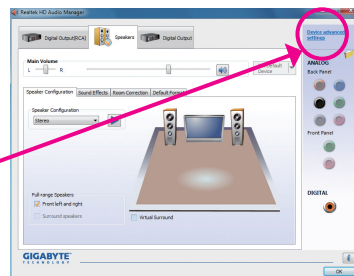 Realtek HD Audio Manager
Digital Output(RCA)
Speakers
Digital Output
Device advanced
settings
Main Volume
L
R
Device
ANALOG
Back Panel
Speaker Configuration
Sound Effects
Room Correction
Default Format
Speaker Configuration
Stereo
Front Panel
Full-range Speakers
Front left and right
Surround speakers
Virtual Surround
DIGITAL
GIGABYTE
TECHNOLOGY
OK